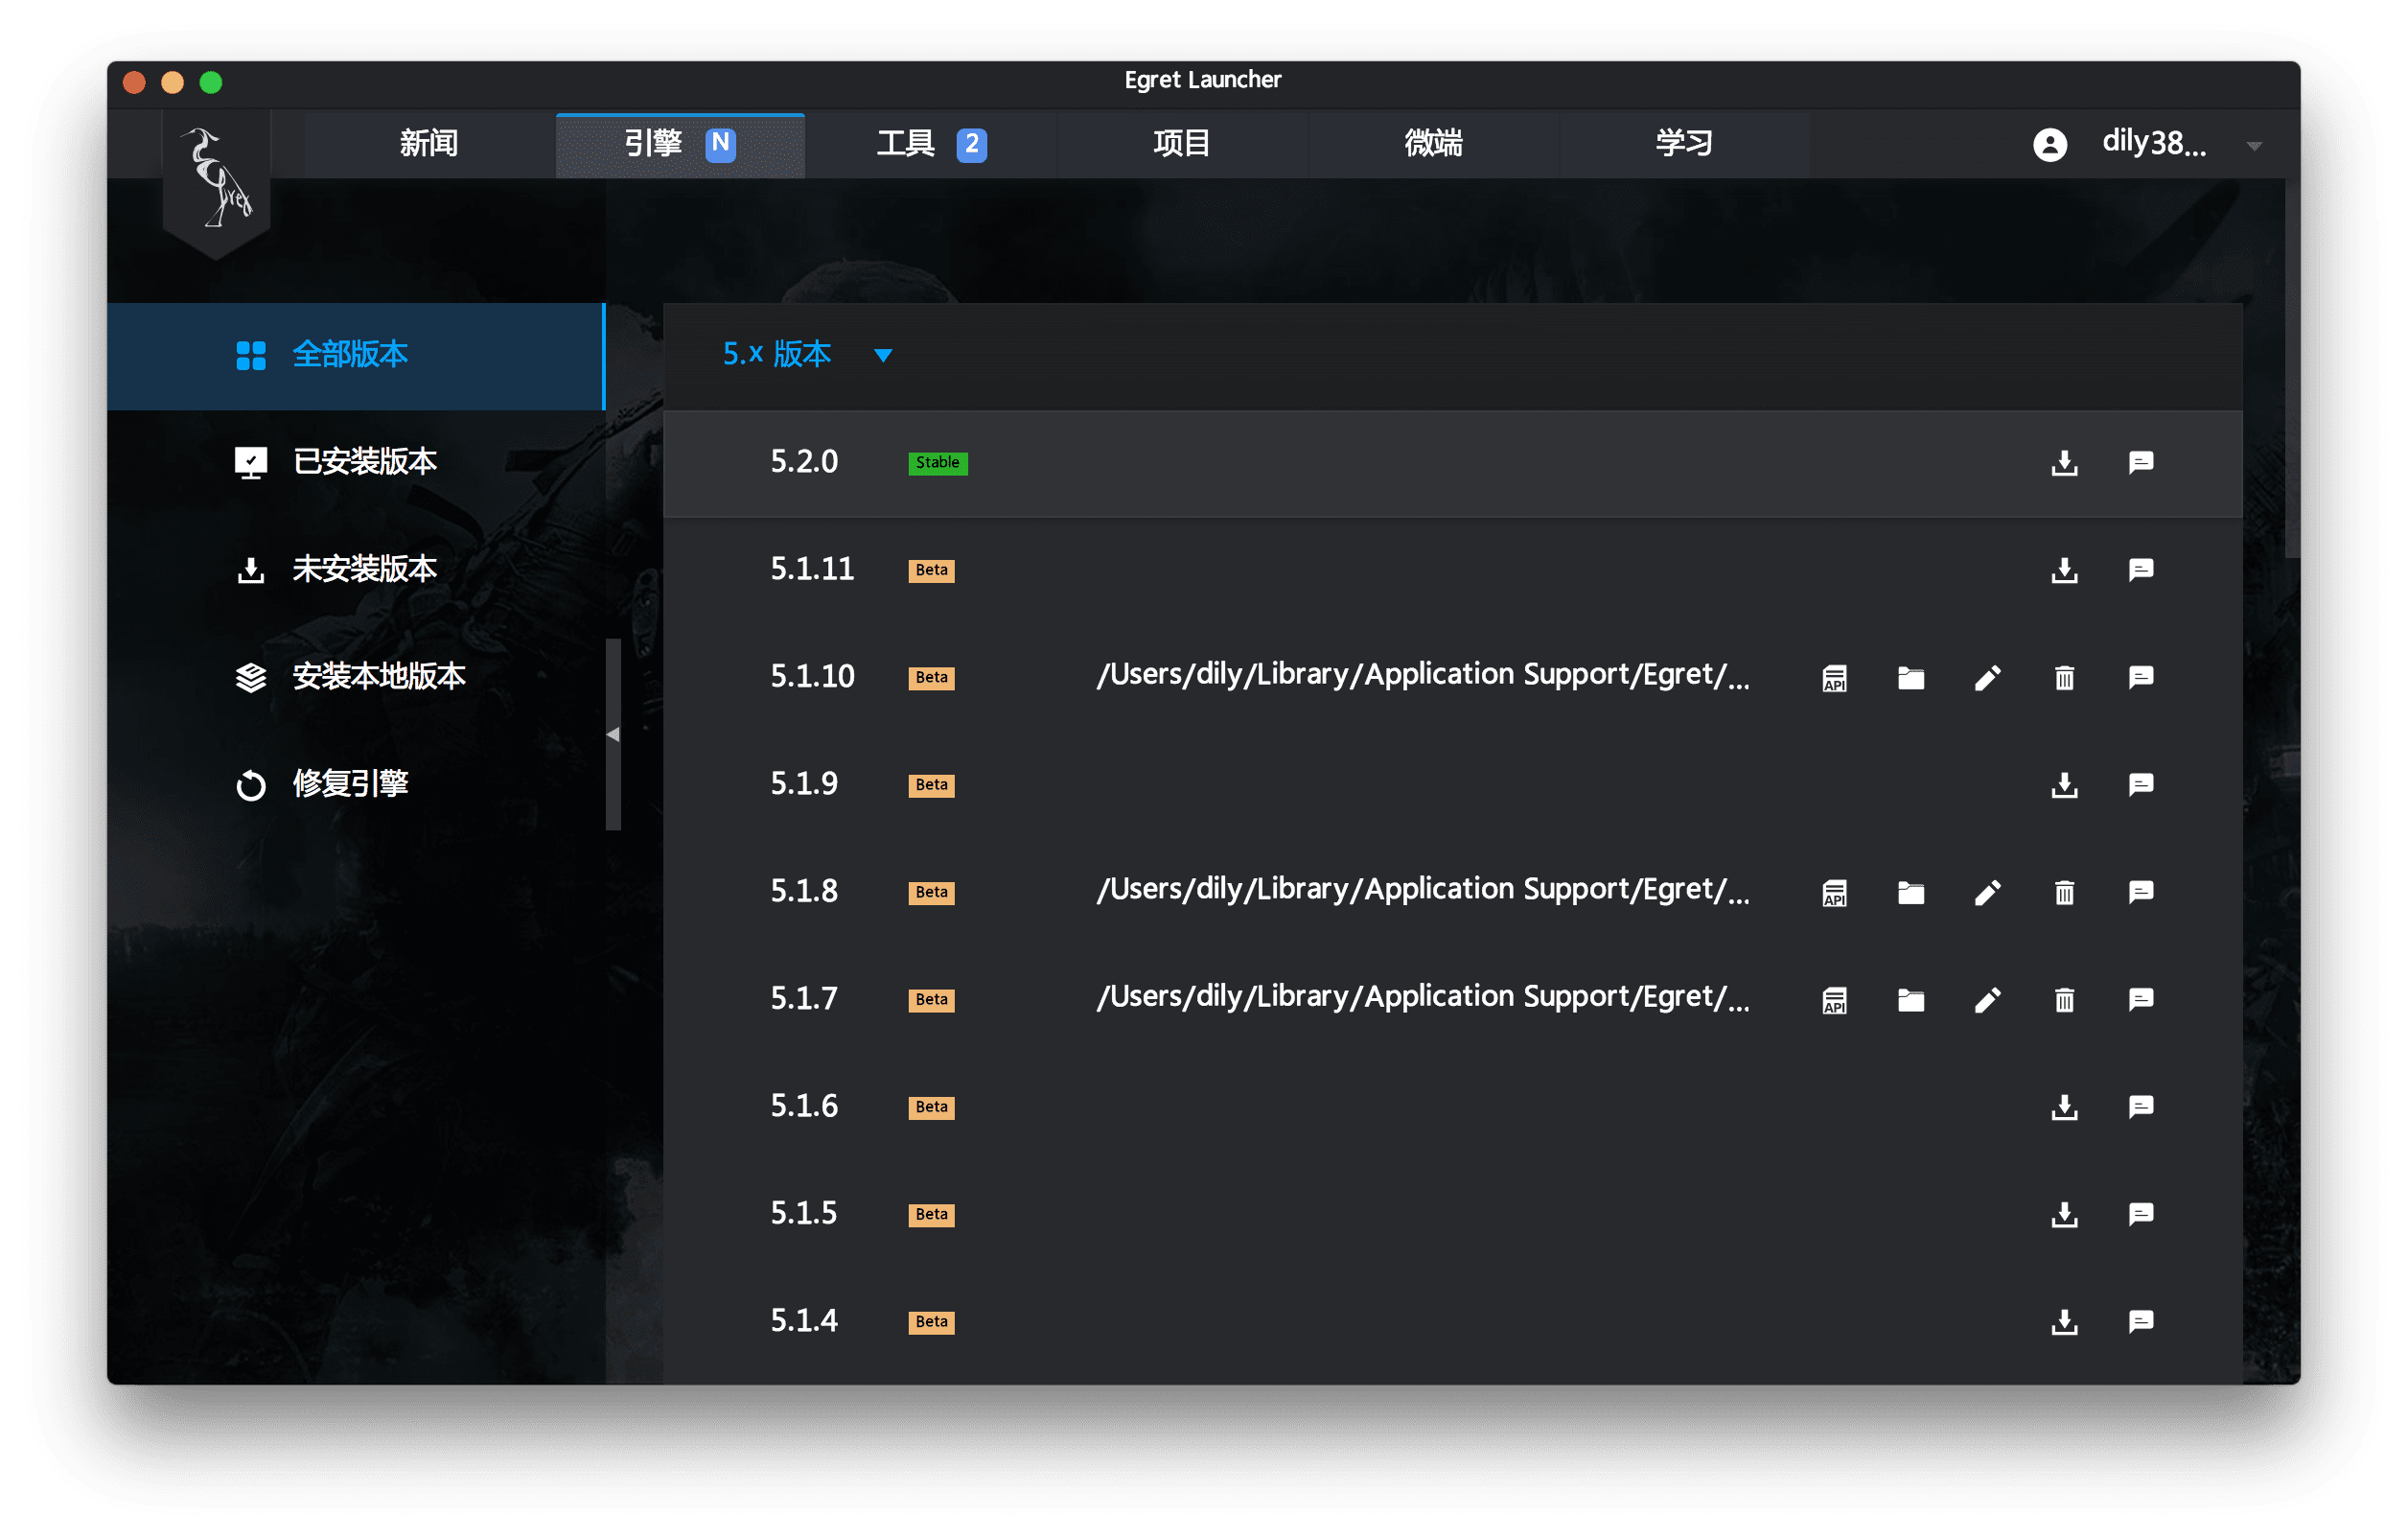 Egret Launcher
新闻 引擎 N 工具 2 项目 微端 学习 dily38...
Egret
全部版本
已安装版本
未安装版本
安装本地版本
修复引擎
5.x 版本
5.2.0 Stable
5.1.11 Beta
5.1.10 Beta /Users/dily/Library/Application Support/Egret/... API
5.1.9 Beta
5.1.8 Beta /Users/dily/Library/Application Support/Egret/... API
5.1.7 Beta /Users/dily/Library/Application Support/Egret/... API
5.1.6 Beta
5.1.5 Beta
5.1.4 Beta